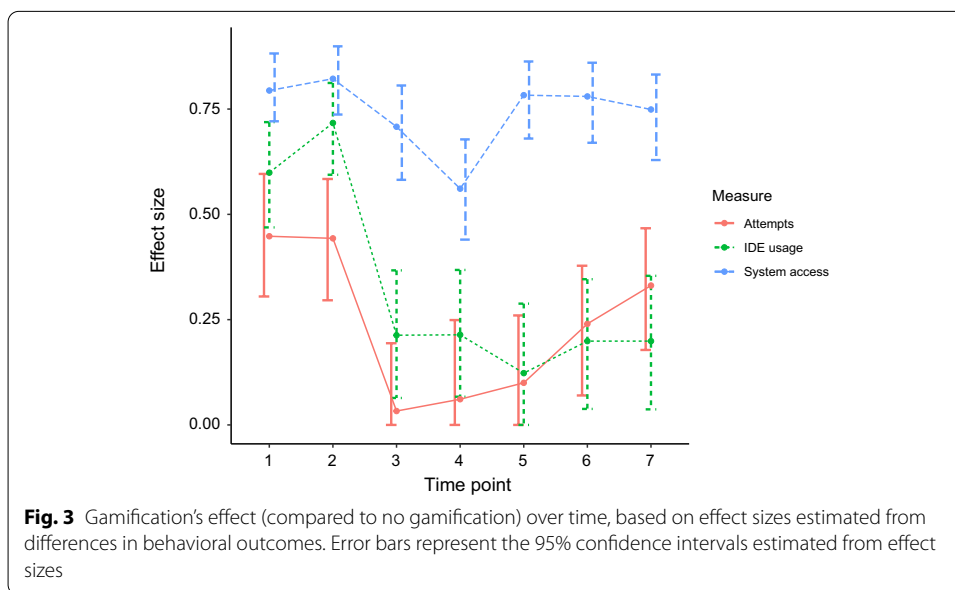 0.75
0.50
0.25
0.00
Effect size
1 2 3 4 5 6 7
Time point
Measure
Attempts
IDE usage
System access
Fig. 3 Gamification's effect (compared to no gamification) over time, based on effect sizes estimated from
differences in behavioral outcomes. Error bars represent the 95% confidence intervals estimated from effect
sizes